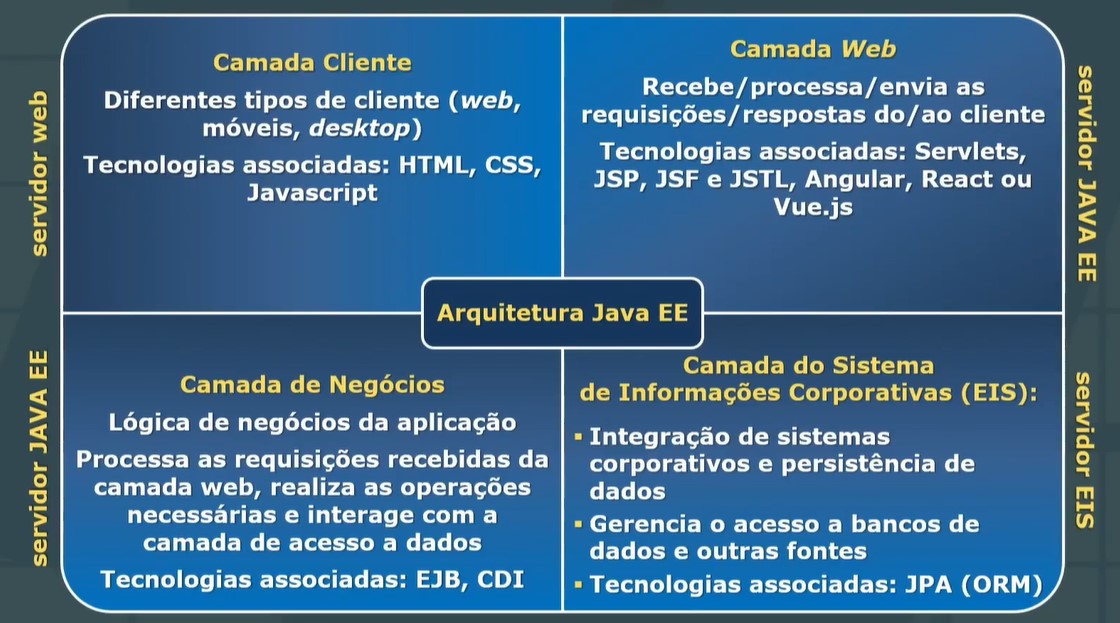 servidor web
Camada Cliente
Diferentes tipos de cliente (web,
móveis, desktop)
Tecnologias associadas: HTML, CSS,
Javascript
Camada Web
Recebe/processa/envia as
requisições/respostas do/ao cliente
Tecnologias associadas: Servlets,
JSP, JSF e JSTL, Angular, React ou
Vue.js
servidor JAVA EE
Arquitetura Java EE
servidor JAVA EE
Camada de Negócios
Lógica de negócios da aplicação
Processa as requisições recebidas da
camada web, realiza as operações
necessárias e interage com a
camada de acesso a dados
Tecnologias associadas: EJB, CDI
Camada do Sistema
de Informações Corporativas (EIS):
▪ Integração de sistemas
corporativos e persistência de
dados
▪ Gerencia o acesso a bancos de
dados e outras fontes
▪ Tecnologias associadas: JPA (ORM)
servidor EIS